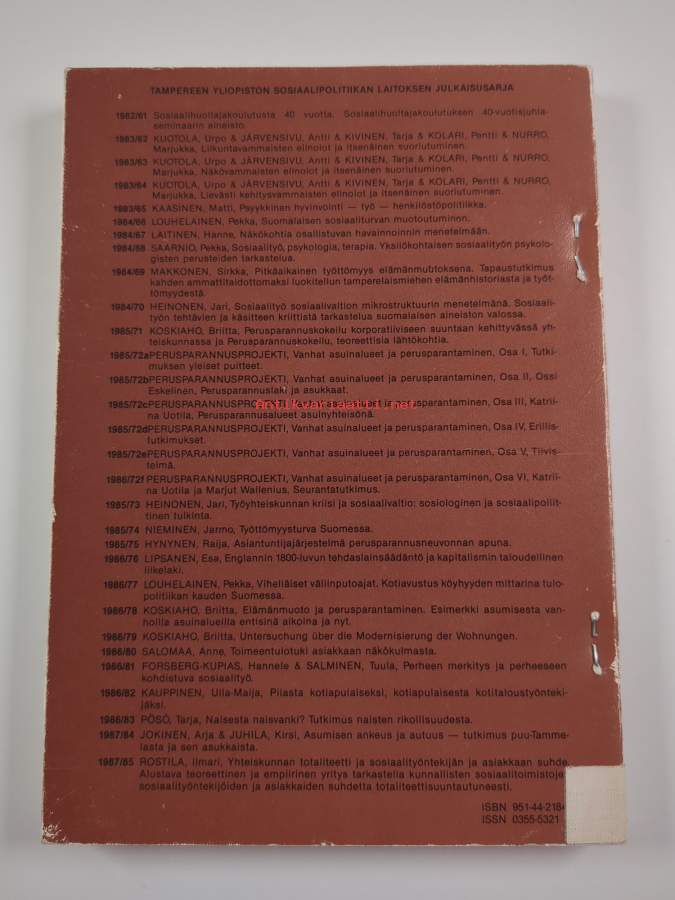 TAMPEREEN YLIOPISTON SOSIAALIPOLITIIKAN LAITOKSEN JULKAISUSARJA
1982/61 Sosiaalihuoltajakoulutusta 40 vuotta. Sosiaalihuoltajakoulutuksen 40-vuotisjuhla-
seminaarin aineisto.
1983/62 KUOTOLA, Urpo & JÄRVENSIVU, Antti & KIVINEN, Tarja & KOLARI, Pentti & NURRO,
Marjukka, Liikuntavammaisten elinolot ja itsenäinen suoriutuminen.
1983/63 KUOTOLA, Urpo & JÄRVENSIVU, Antti & KIVINEN, Tarja & KOLARI, Pentti & NURRO,
Marjukka, Näkövammaisten elinolot ja itsenäinen suoriutuminen.
1983/64 KUOTOLA, Urpo & JÄRVENSIVU, Antti & KIVINEN, Tarja & KOLARI, Pentti & NURRO,
Marjukka, Lievästi kehitysvammaisten elinolot ja itsenäinen suoriutuminen.
1983/65 KAASINEN, Matti, Psyykkinen hyvinvointi — työ — henkilöstöpolitiikka.
1984/66 LOUHELAINEN, Pekka, Suomalaisen sosiaaliturvan muotoutuminen.
1984/67 LAITINEN, Hanne, Näkökohtia osallistuvan havainnoinnin menetelmään.
1984/68 SAARNIO, Pekka, Sosiaalityö, psykologia, terapia. Yksilökohtaisen sosiaalityön psykolo-
gisten perusteiden tarkastelua.
1984/69 MAKKONEN, Sirkka, Pitkäaikainen työttömyys elämänmuotoksena. Tapaustutkimus
kahden ammattitaidottomaksi luokitellun tamperelaismiehen elämänhistoriasta ja työt-
tömyydestä.
1984/70 HEINONEN, Jari, Sosiaalityö sosiaalivaltion mikrostruktuurin menetelmänä. Sosiaali-
työn tehtävien ja käsitteen kriittistä tarkastelua suomalaisen aineiston valossa.
1985/71 KOSKIAHO, Briitta, Perusparannuskokeilu korporatiiviseen suuntaan kehittyvässä yh-
teiskunnassa ja Perusparannuskokeilu, teoreettisia lähtökohtia.
1985/72aPERUSPARANNUSPROJEKTI, Vanhat asuinalueet ja perusparantaminen, Osa I, Tutki-
muksen yleiset puitteet.
1985/72bPERUSPARANNUSPROJEKTI, Vanhat asuinalueet ja perusparantaminen, Osa II, Ossi
Eskelinen, Perusparannuslaki ja asukkaat.
1985/72cPERUSPARANNUSPROJEKTI, Vanhat asuinalueet ja perusparantaminen, Osa III, Katrii-
na Uotila, Perusparannusalueet asuinyhteisönä.
1985/72dPERUSPARANNUSPROJEKTI, Vanhat asuinalueet ja perusparantaminen, Osa IV, Erillis-
tutkimukset.
1985/72ePERUSPARANNUSPROJEKTI, Vanhat asuinalueet ja perusparantaminen, Osa V, Tiivis-
telmä.
1986/72f PERUSPARANNUSPROJEKTI, Vanhat asuinalueet ja perusparantaminen, Osa VI, Katrii-
na Uotila ja Marjut Wallenius, Seurantatutkimus.
1985/73 HEINONEN, Jari, Työyhteiskunnan kriisi ja sosiaalivaltio: sosiologinen ja sosiaalipoliit-
tinen tulkinta.
1985/74 NIEMINEN, Jarmo, Työttömyysturva Suomessa.
1985/75 HYNYNEN, Raija, Asiantuntijajärjestelmä perusparannusneuvonnan apuna.
1986/76 LIPSANEN, Esa, Englannin 1800-luvun tehdaslainsäädäntö ja kapitalismin taloudellinen
liikelaki.
1986/77 LOUHELAINEN, Pekka, Viheliäiset väliinputoajat. Kotiavustus köyhyyden mittarina tulo-
politiikan kauden Suomessa.
1986/78 KOSKIAHO, Briitta, Elämänmuoto ja perusparantaminen. Esimerkki asumisesta van-
hoilla asuinalueilla entisinä aikoina ja nyt.
1986/79 KOSKIAHO, Briitta, Untersuchung über die Modernisierung der Wohnungen.
1986/80 SALOMAA, Anne, Toimeentulotuki asiakkaan näkökulmasta.
1986/81 FORSBERG-KUPIAS, Hannele & SALMINEN, Tuula, Perheen merkitys ja perheeseen
kohdistuva sosiaalityö.
1986/82 KAUPPINEN, Ulla-Maija, Piiasta kotiapulaiseksi, kotiapulaisesta kotitaloustyönteki-
jäksi.
1986/83 PÖSÖ, Tarja, Naisesta naisvanki? Tutkimus naisten rikollisuudesta.
1987/84 JOKINEN, Arja & JUHILA, Kirsi, Asumisen ankeus ja autuus — tutkimus puu-Tamme-
lasta ja sen asukkaista.
1987/85 ROSTILA, Ilmari, Yhteiskunnan totaliteetti ja sosiaalityöntekijän ja asiakkaan suhde.
Alustava teoreettinen ja empiirinen yritys tarkastella kunnallisten sosiaalitoimistojen
sosiaalityöntekijöiden ja asiakkaiden suhdetta totaliteettisuuntautuneesti.
ISBN 951-44-2184
ISSN 0355-5321
antikvariaatti.net